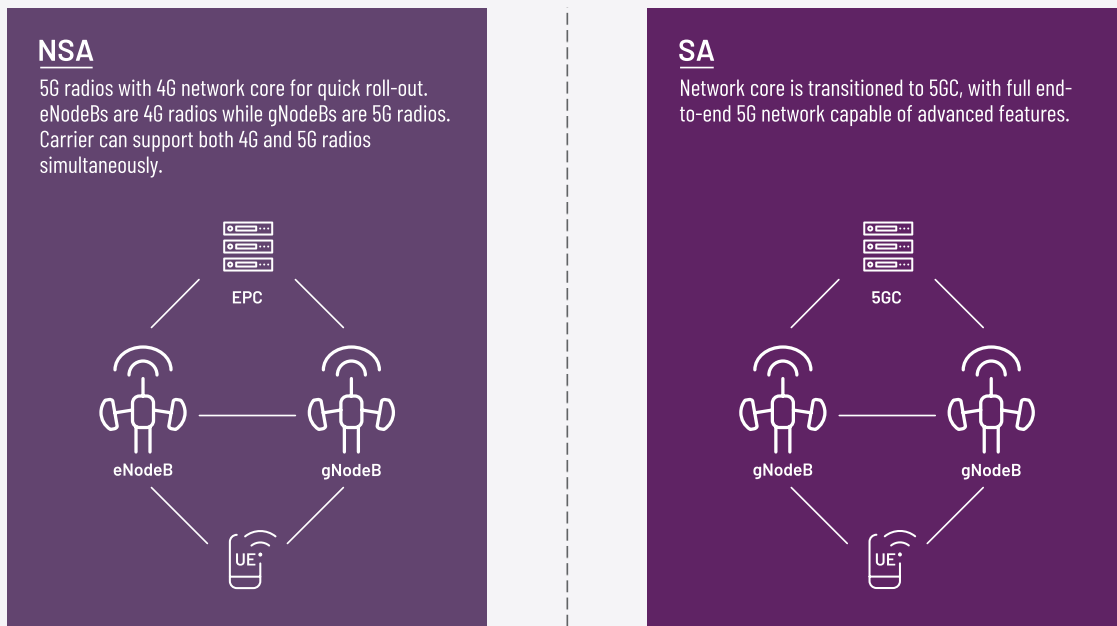 NSA
5G radios with 4G network core for quick roll-out.
eNodeBs are 4G radios while gNodeBs are 5G radios.
Carrier can support both 4G and 5G radios
simultaneously.
EPC
eNodeB
gNodeB
UE
SA
Network core is transitioned to 5GC, with full end-
to-end 5G network capable of advanced features.
5GC
gNodeB
gNodeB
UE